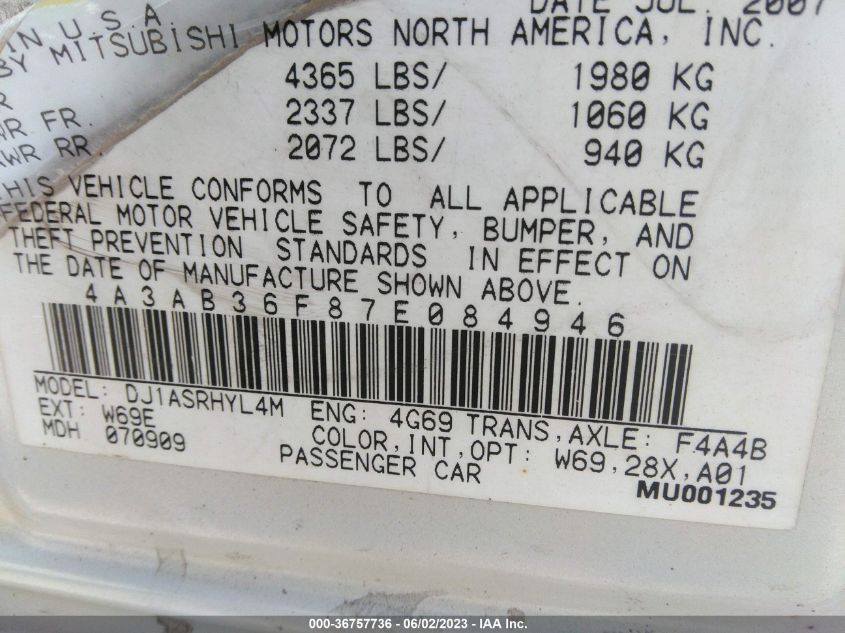 DATE JUL. 2007
IN U S A
BY MITSUBISHI MOTORS NORTH AMERICA, INC.
4365 LBS/ 1980 KG
WR FR. 2337 LBS/ 1060 KG
AWR RR. 2072 LBS/ 940 KG
THIS VEHICLE CONFORMS TO ALL APPLICABLE
FEDERAL MOTOR VEHICLE SAFETY, BUMPER, AND
THEFT PREVENTION STANDARDS IN EFFECT ON
THE DATE OF MANUFACTURE SHOWN ABOVE.
4A3AB36F87E084946
MODEL: DJ1ASRHYL4M ENG: 4G69 TRANS,AXLE: F4A4B
EXT: W69E COLOR,INT,OPT: W69,28X,A01
MDH 070909 PASSENGER CAR
MU001235
000-36757736 - 06/02/2023 - IAA Inc.